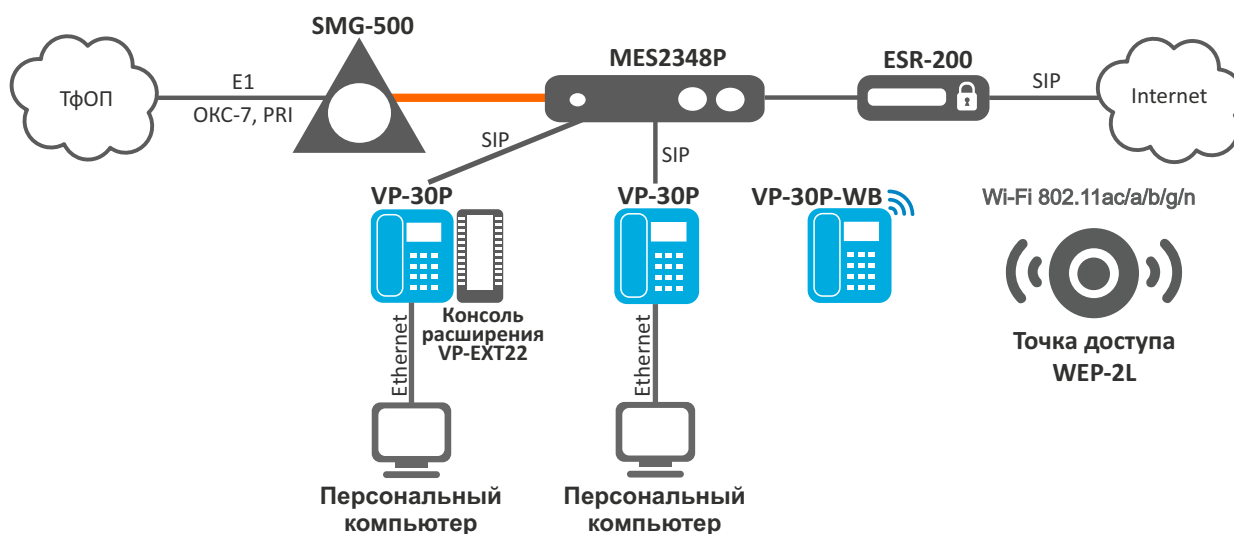 SMG-500
MES2348P
ESR-200
ТфОП
E1
ОКС-7, PRI
SIP
Internet
SIP
SIP
VP-30P
VP-30P
VP-30P-WB
Wi-Fi 802.11ac/a/b/g/n
Консоль
расширения
VP-EXT22
Точка доступа
WEP-2L
Ethernet
Ethernet
Персональный
компьютер
Персональный
компьютер